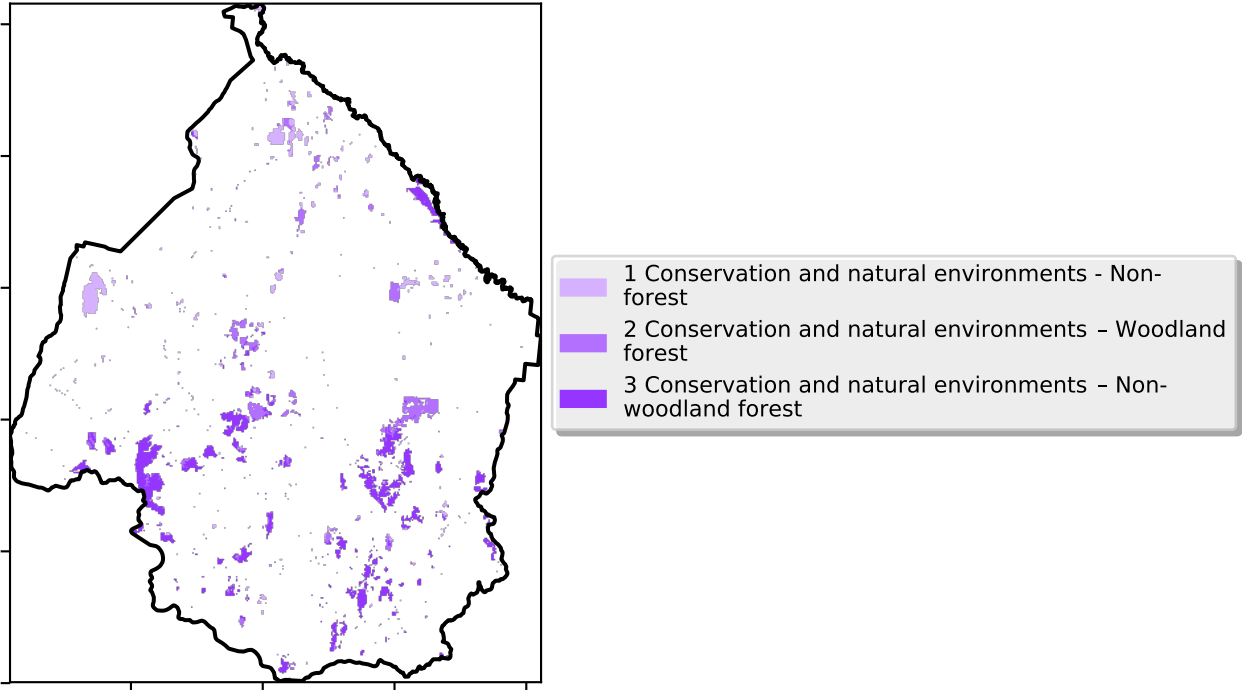 1 Conservation and natural environments - Non-
forest
2 Conservation and natural environments – Woodland
forest
3 Conservation and natural environments – Non-
woodland forest